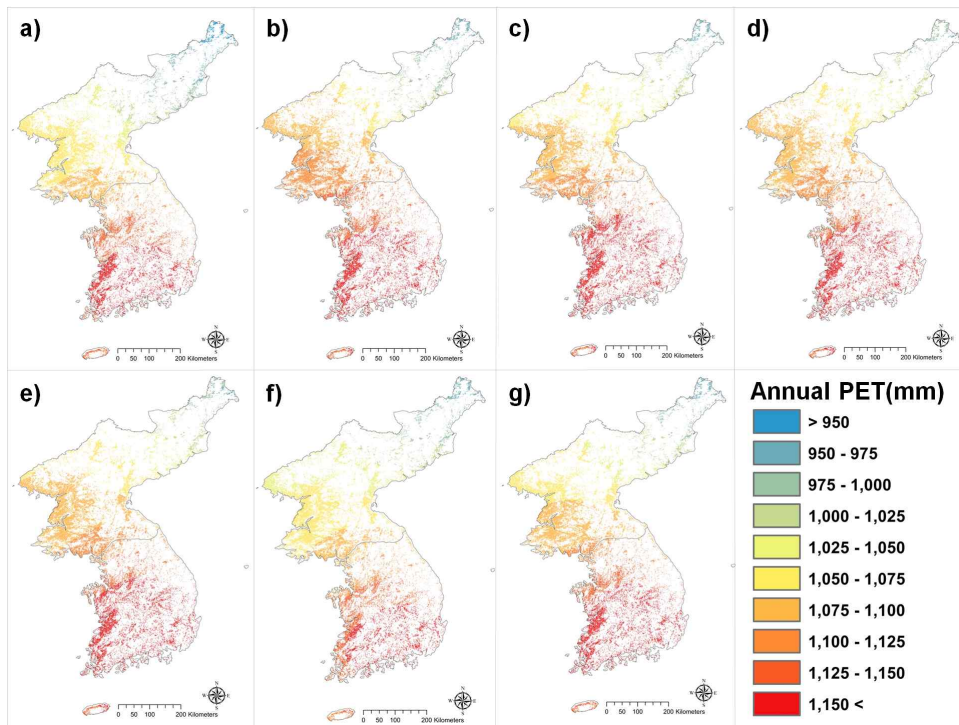 a)
b)
c)
d)
N
W E
S
0 50 100 200 Kilometers
N
W E
S
0 50 100 200 Kilometers
N
W E
S
0 50 100 200 Kilometers
N
W E
S
0 50 100 200 Kilometers
e)
f)
g)
N
W E
S
0 50 100 200 Kilometers
N
W E
S
0 50 100 200 Kilometers
N
W E
S
0 50 100 200 Kilometers
Annual PET(mm)
> 950
950 - 975
975 - 1,000
1,000 - 1,025
1,025 - 1,050
1,050 - 1,075
1,075 - 1,100
1,100 - 1,125
1,125 - 1,150
1,150 <